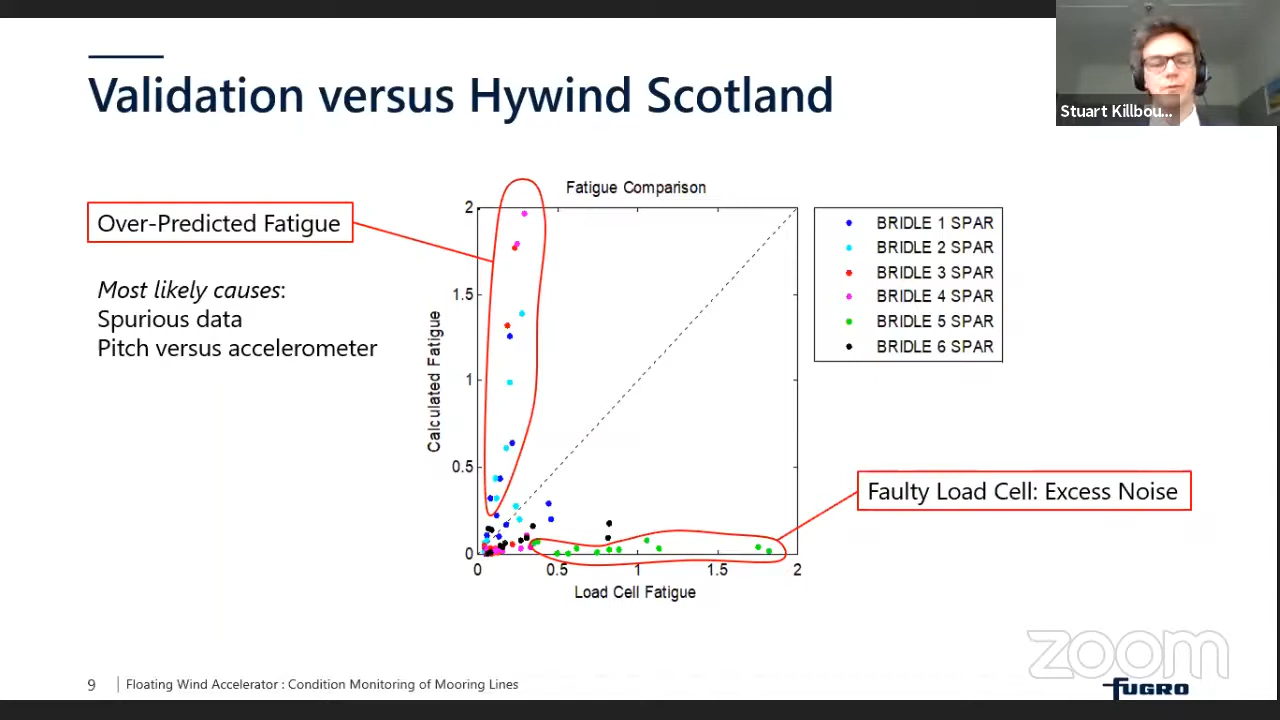 Validation versus Hywind Scotland
Stuart Killbou...
Over-Predicted Fatigue
Most likely causes:
Spurious data
Pitch versus accelerometer
Fatigue Comparison
2
1.5
1
0.5
0
Calculated Fatigue
0
0.5
1
1.5
2
Load Cell Fatigue
BRIDLE 1 SPAR
BRIDLE 2 SPAR
BRIDLE 3 SPAR
BRIDLE 4 SPAR
BRIDLE 5 SPAR
BRIDLE 6 SPAR
Faulty Load Cell: Excess Noise
zoom
9 | Floating Wind Accelerator : Condition Monitoring of Mooring Lines
FUGRO